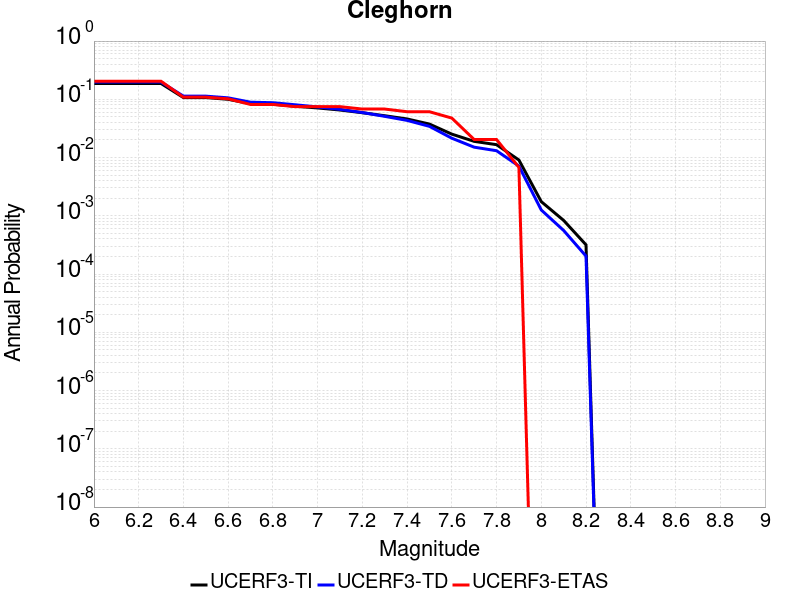 Cleghorn
10^0
10^-1
10^-2
10^-3
10^-4
10^-5
10^-6
10^-7
10^-8
Annual Probability
6 6.2 6.4 6.6 6.8 7 7.2 7.4 7.6 7.8 8 8.2 8.4 8.6 8.8 9
Magnitude
UCERF3-TI UCERF3-TD UCERF3-ETAS